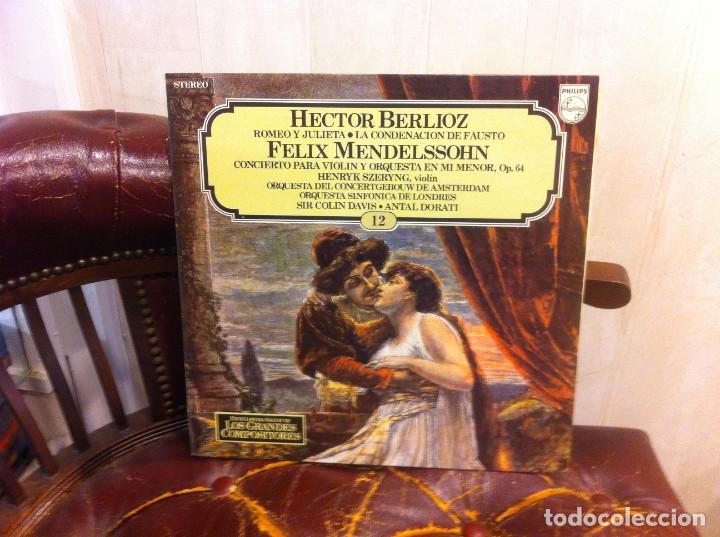 STEREO
PHILIPS
HECTOR BERLIOZ
ROMEO Y JULIETA • LA CONDENACION DE FAUSTO
FELIX MENDELSSOHN
CONCIERTO PARA VIOLIN Y ORQUESTA EN MI MENOR, Op. 64
HENRYK SZERYNG, violín
ORQUESTA DEL CONCERTGEBOUW DE AMSTERDAM
ORQUESTA SINFONICA DE LONDRES
SIR COLIN DAVIS • ANTAL DORATI
12
LOS GRANDES
COMPOSITORES
todocoleccion